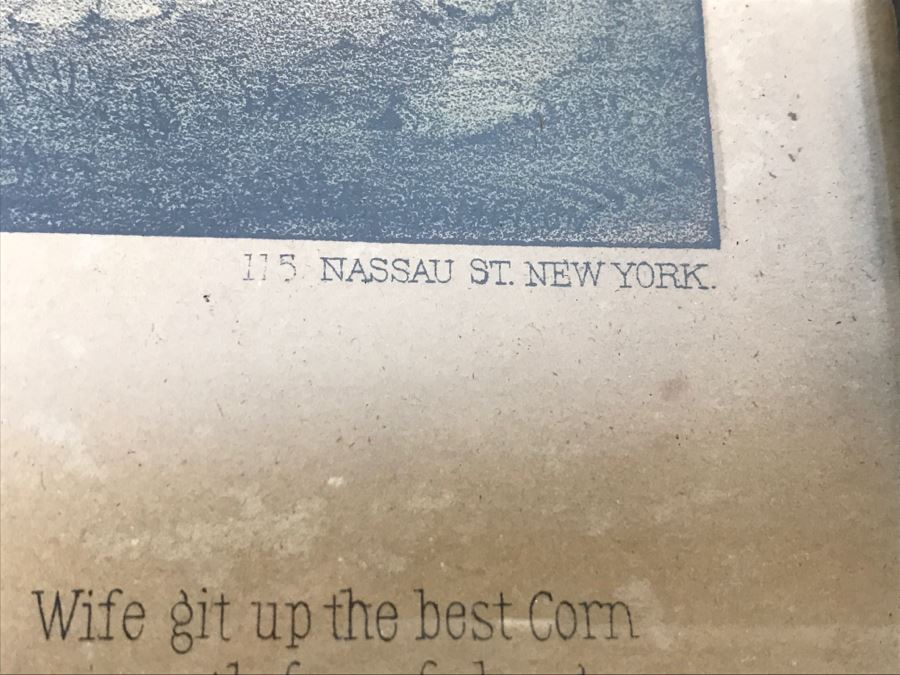 115 NASSAU ST. NEW YORK.
Wife git up the best Corn